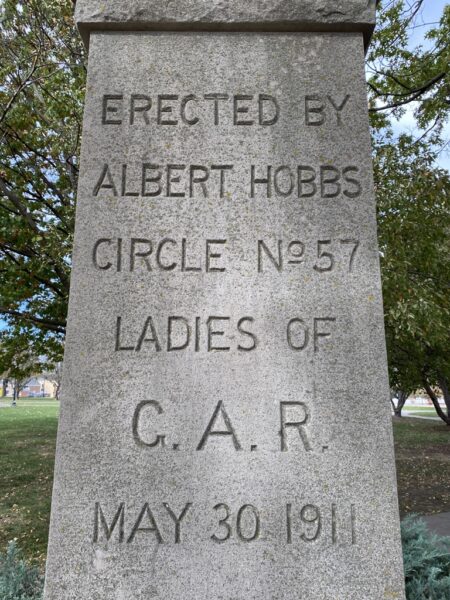 ERECTED BY
ALBERT HOBBS
CIRCLE Nº 57
LADIES OF
G. A. R.
MAY 30 1911